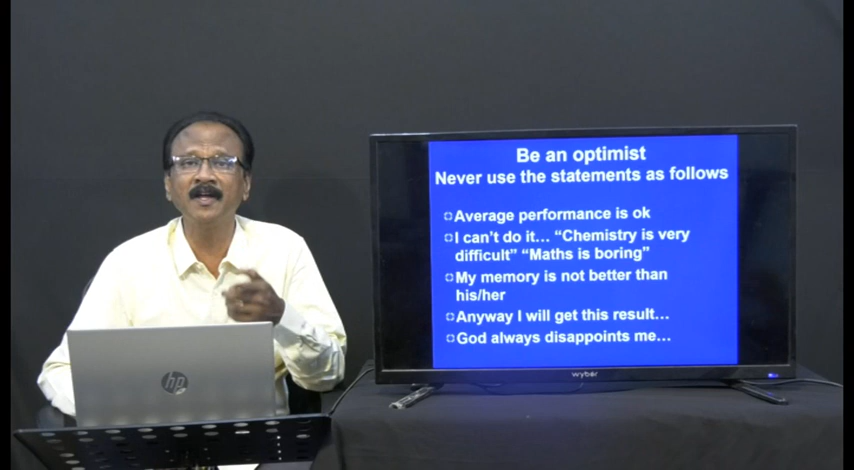 Be an optimist
Never use the statements as follows
Average performance is ok
I can't do it... “Chemistry is very
difficult” “Maths is boring”
My memory is not better than
his/her
Anyway I will get this result...
God always disappoints me...
hp
wybor